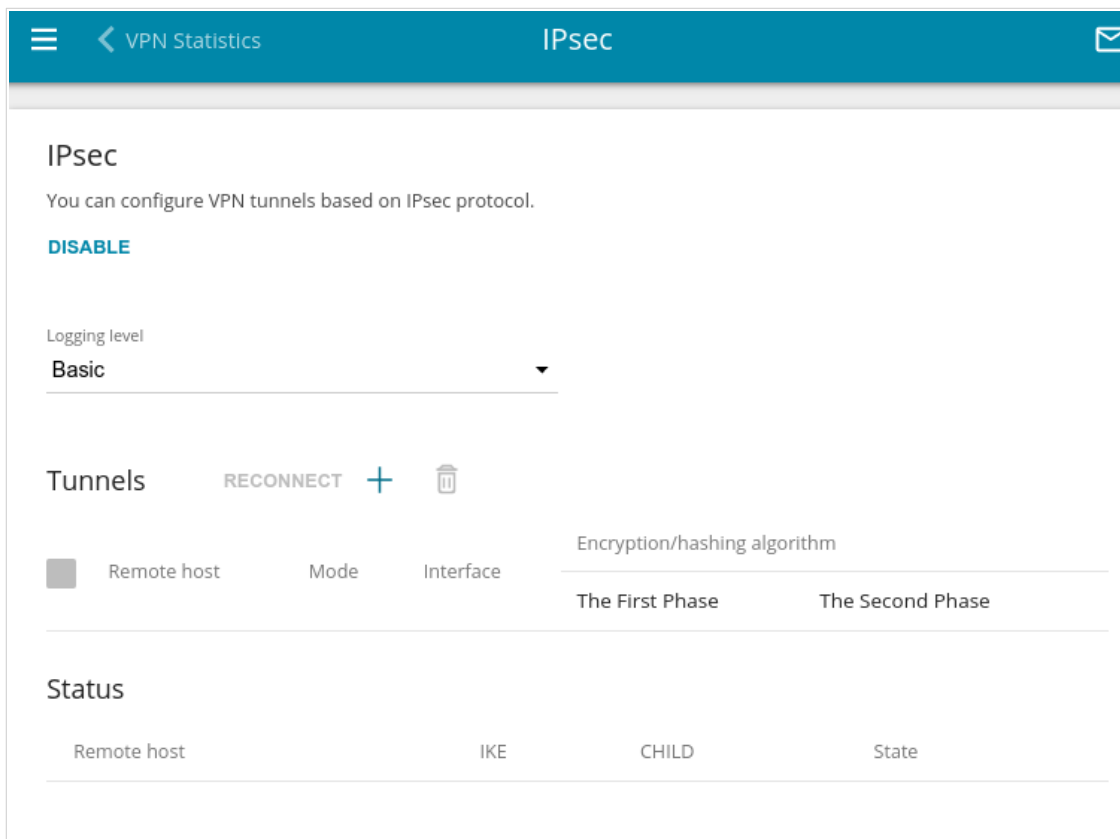 VPN Statistics IPsec
IPsec
You can configure VPN tunnels based on IPsec protocol.
DISABLE
Logging level
Basic
Tunnels RECONNECT
Encryption/hashing algorithm
Remote host Mode Interface
The First Phase The Second Phase
Status
Remote host IKE CHILD State